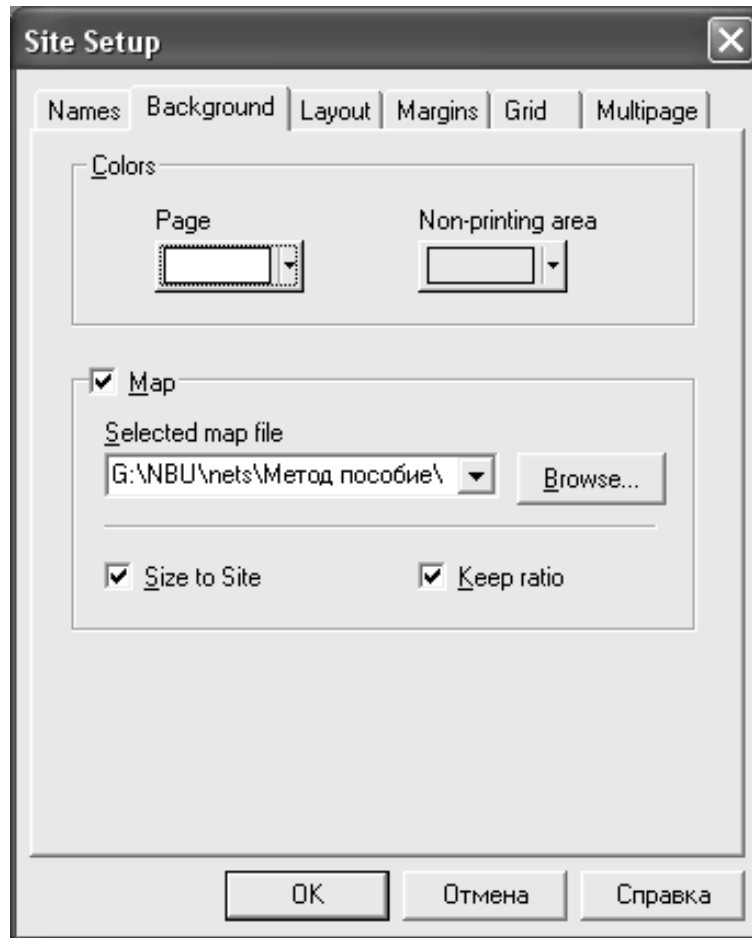 Site Setup
Names Background Layout Margins Grid Multipage
Colors
Page Non-printing area
Map
Selected map file
G:\NBU\nets\Метод пособие\ Browse...
Size to Site Keep ratio
OK Отмена Справка